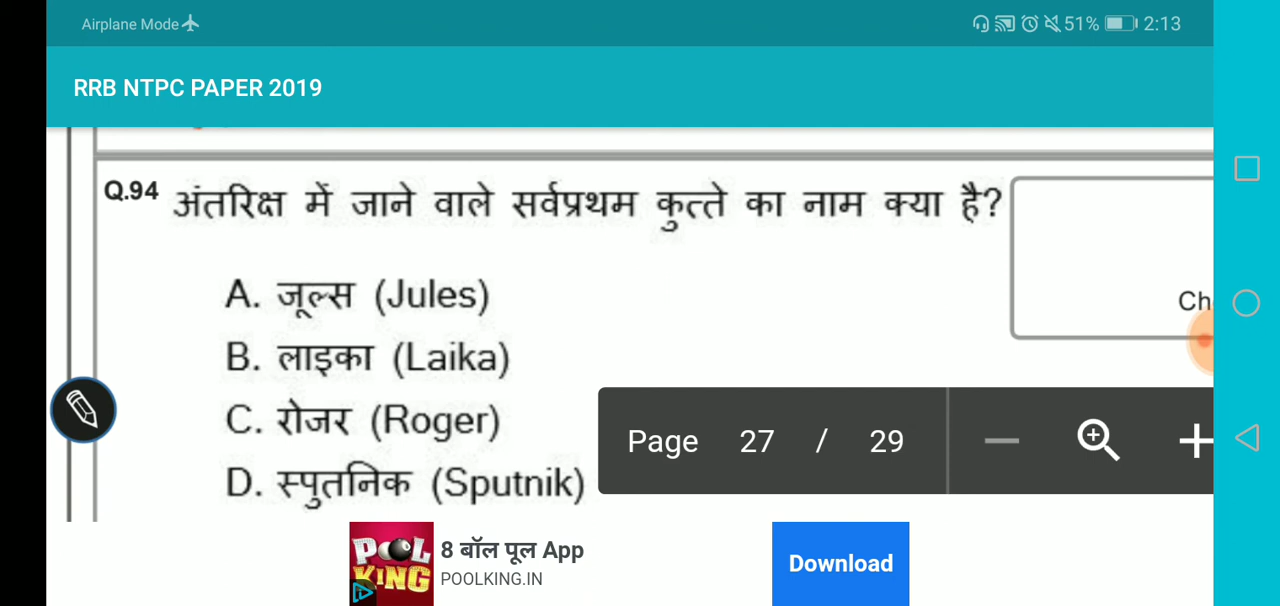 Airplane Mode
51% 2:13
RRB NTPC PAPER 2019
Q.94 अंतरिक्ष में जाने वाले सर्वप्रथम कुत्ते का नाम क्या है?
A. जूल्स (Jules)
Ch
B. लाइका (Laika)
C. रोजर (Roger)
Page 27 / 29
D. स्पुतनिक (Sputnik)
POOL KING
8 बॉल पूल App
POOLKING.IN
Download